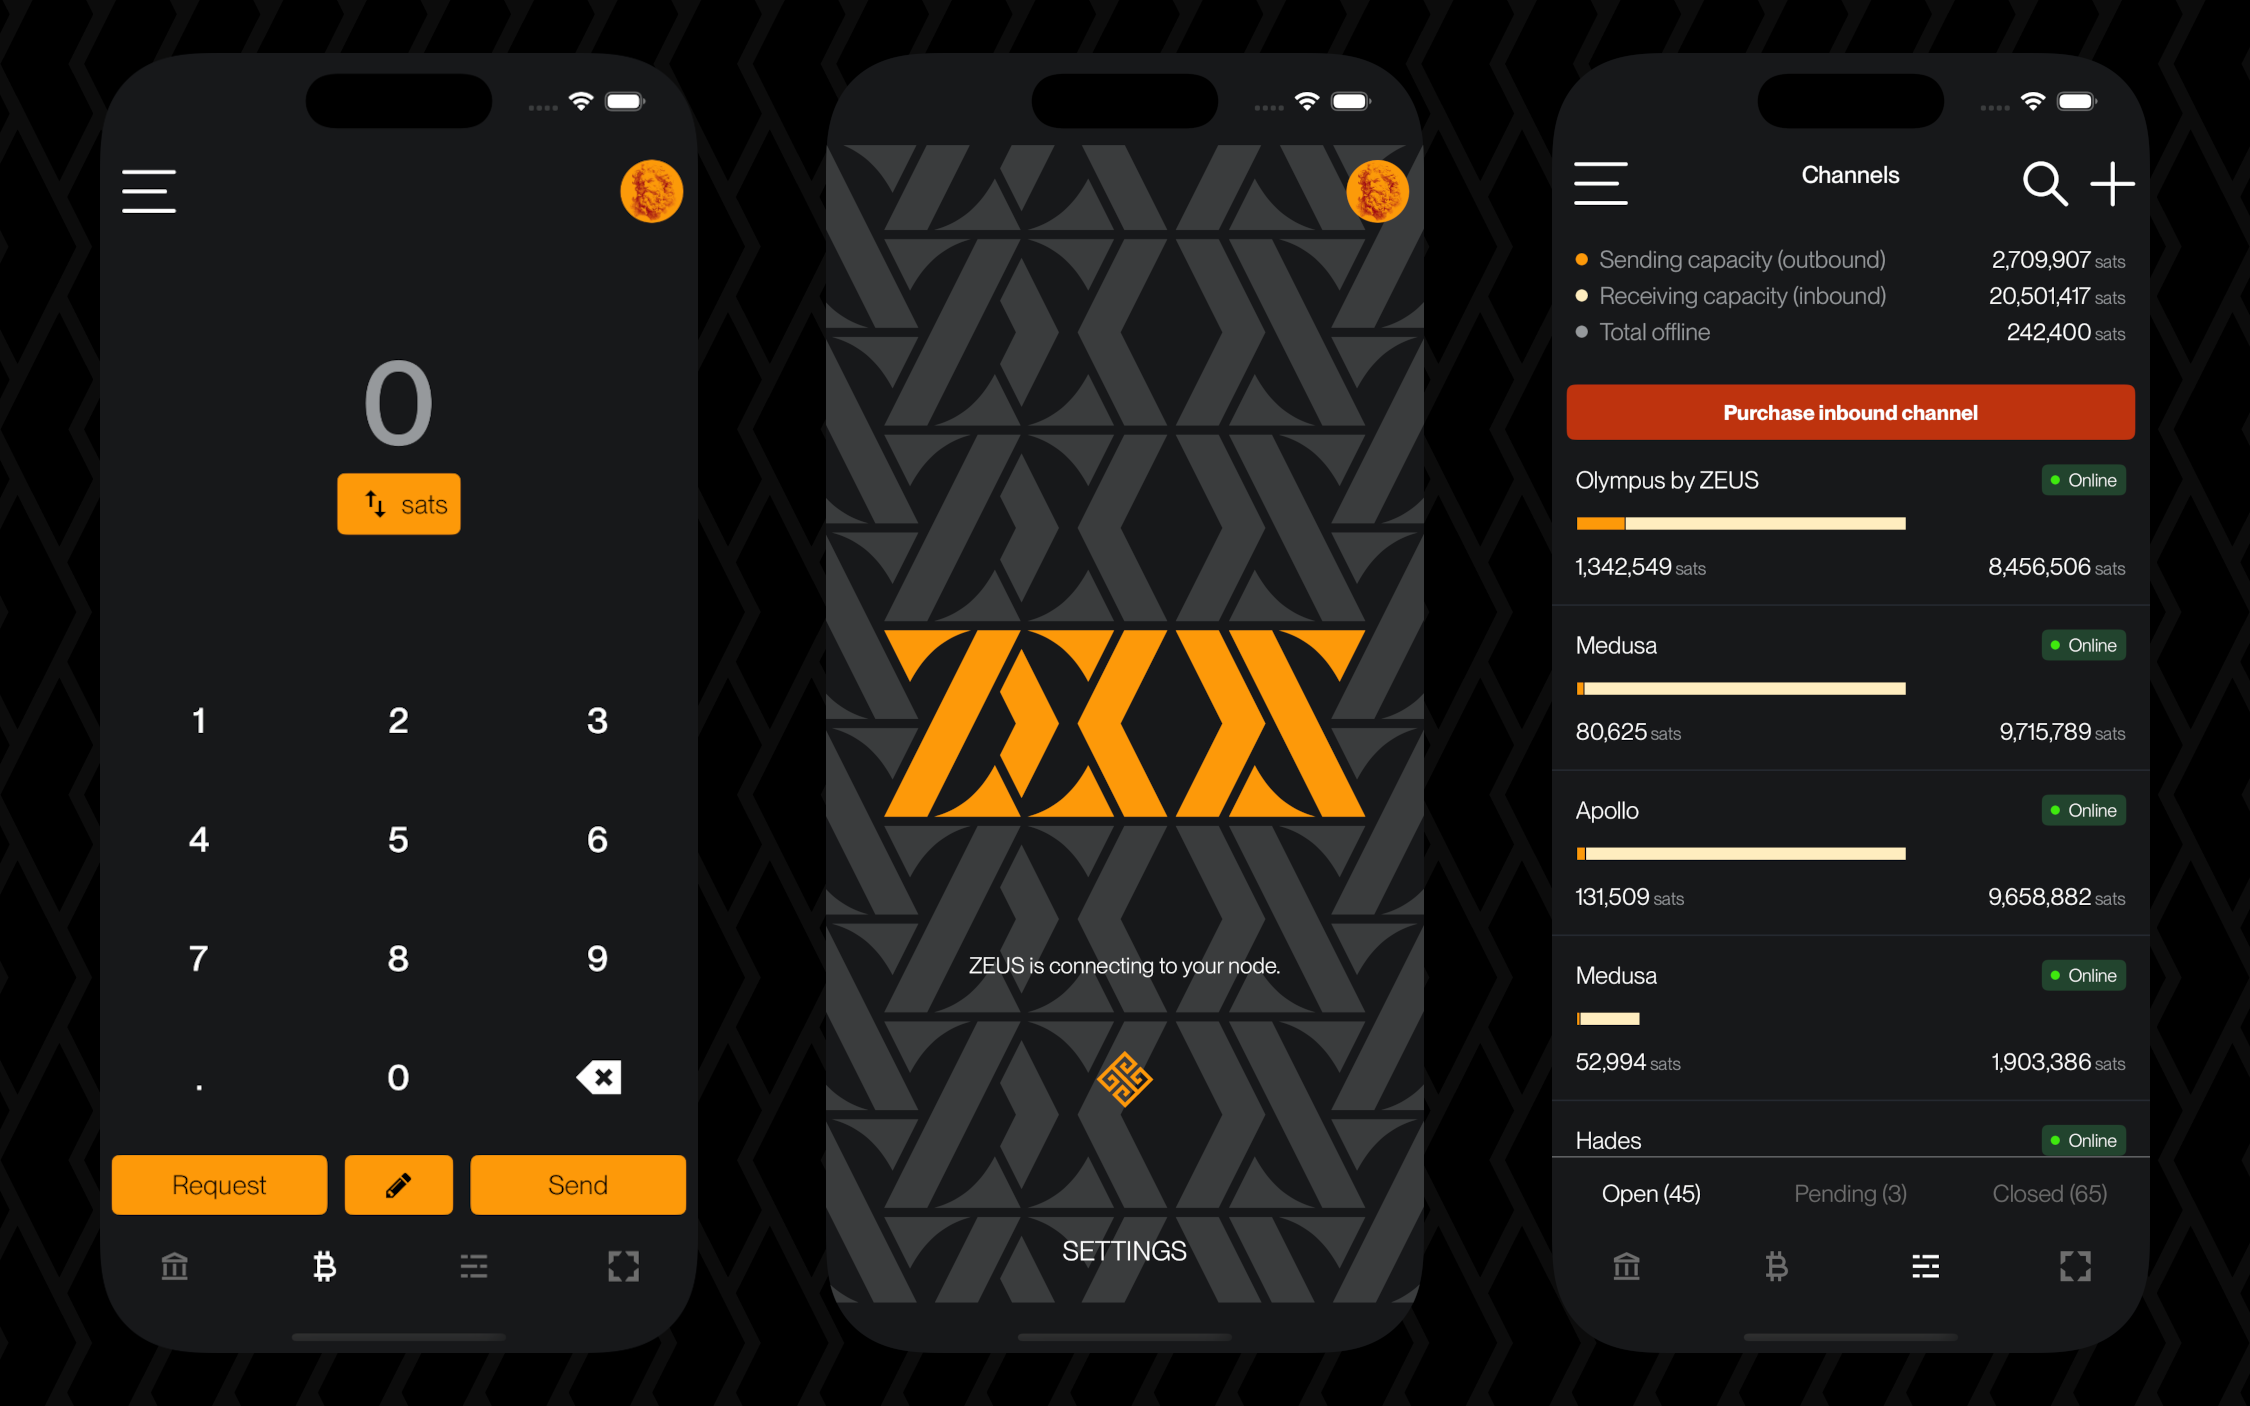 0
sats
1 2 3
4 5 6
7 8 9
. 0
Request Send
ZEUS
ZEUS is connecting to your node.
SETTINGS
Channels
Sending capacity (outbound) 2,709,907 sats
Receiving capacity (inbound) 20,501,417 sats
Total offline 242,400 sats
Purchase inbound channel
Olympus by ZEUS Online
1,342,549 sats 8,456,506 sats
Medusa Online
80,625 sats 9,715,789 sats
Apollo Online
131,509 sats 9,658,882 sats
Medusa Online
52,994 sats 1,903,386 sats
Hades Online
Open (45) Pending (3) Closed (65)